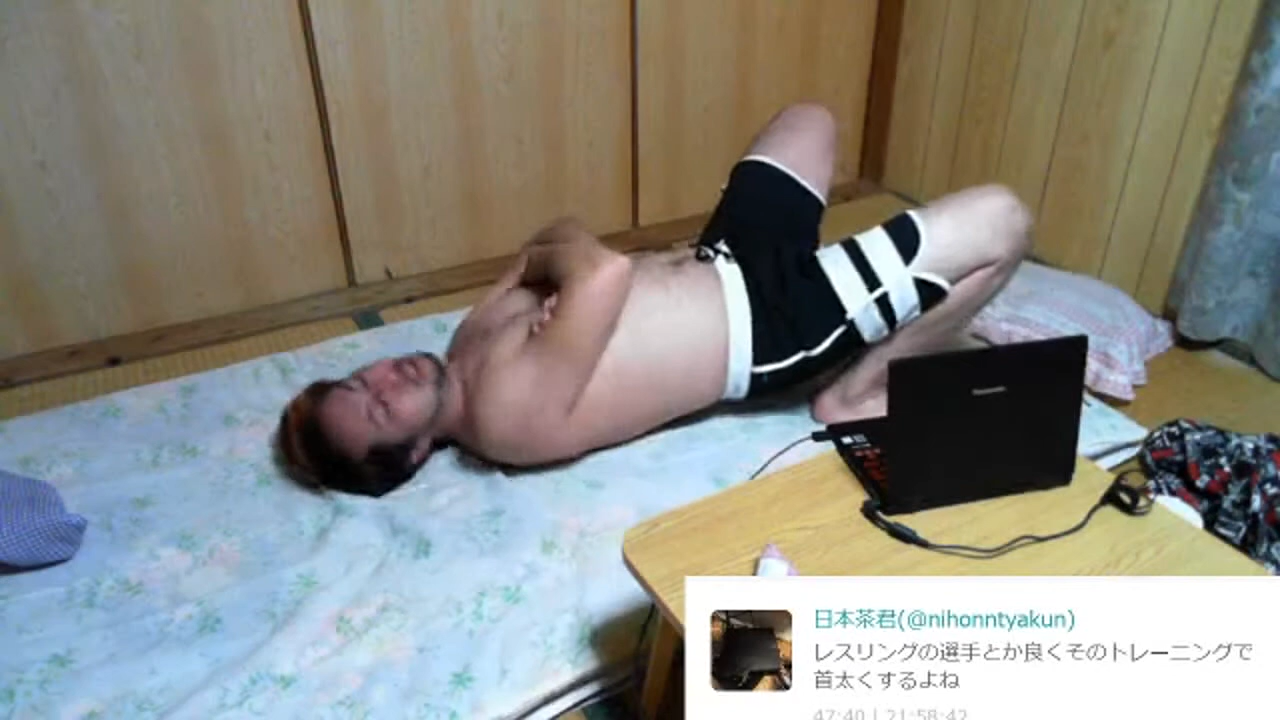 Panasonic
日本茶君(@nihonntyakun)
レスリングの選手とか良くそのトレーニングで
首太くするよね
47:40 | 21:58:42